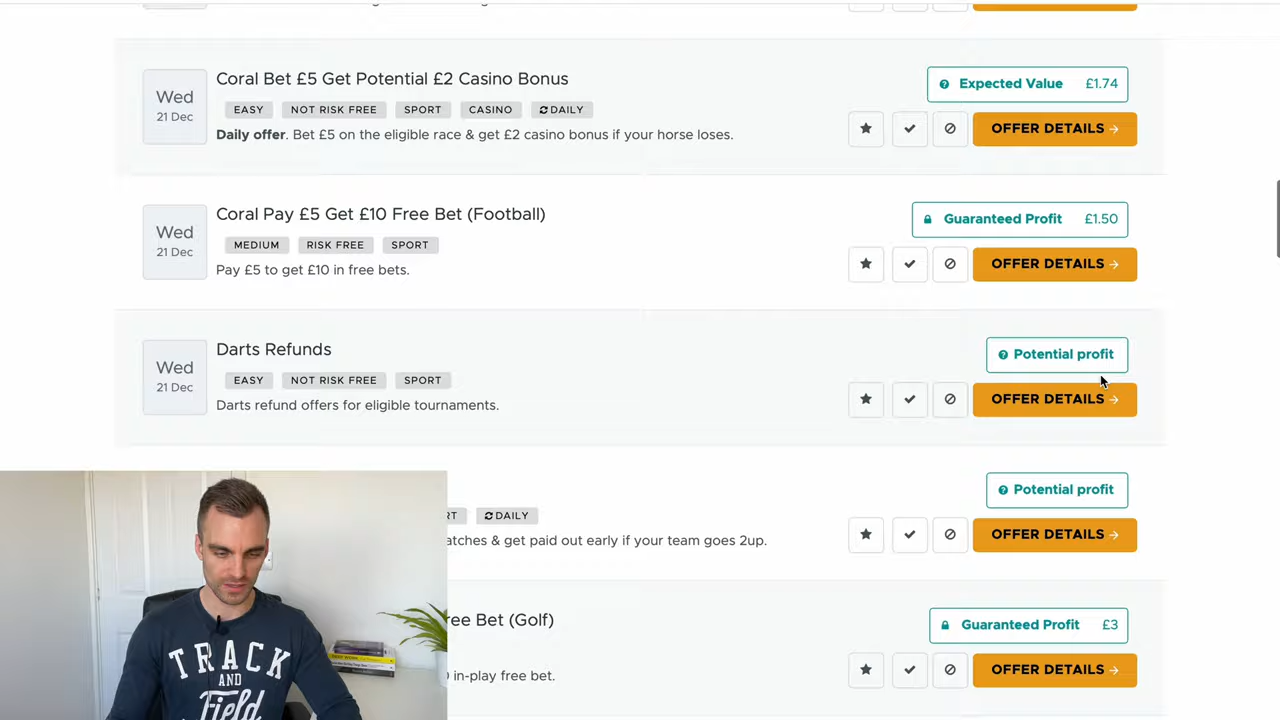 Coral Bet £5 Get Potential £2 Casino Bonus
Expected Value £1.74
Wed
21 Dec
EASY NOT RISK FREE SPORT CASINO DAILY
Daily offer. Bet £5 on the eligible race & get £2 casino bonus if your horse loses.
OFFER DETAILS →
Coral Pay £5 Get £10 Free Bet (Football)
Guaranteed Profit £1.50
Wed
21 Dec
MEDIUM RISK FREE SPORT
Pay £5 to get £10 in free bets.
OFFER DETAILS →
Darts Refunds
Potential profit
Wed
21 Dec
EASY NOT RISK FREE SPORT
Darts refund offers for eligible tournaments.
OFFER DETAILS →
Potential profit
RT DAILY
atches & get paid out early if your team goes 2up.
OFFER DETAILS →
ree Bet (Golf)
Guaranteed Profit £3
in-play free bet.
OFFER DETAILS →
TRACK
AND
Field